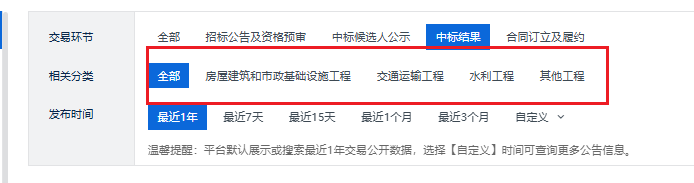 交易环节 全部 招标公告及资格预审 中标候选人公示 中标结果 合同订立及履约
相关分类 全部 房屋建筑和市政基础设施工程 交通运输工程 水利工程 其他工程
发布时间 最近1年 最近7天 最近15天 最近1个月 最近3个月 自定义
温馨提醒：平台默认展示或搜索最近1年交易公开数据，选择【自定义】时间可查询更多公告信息。